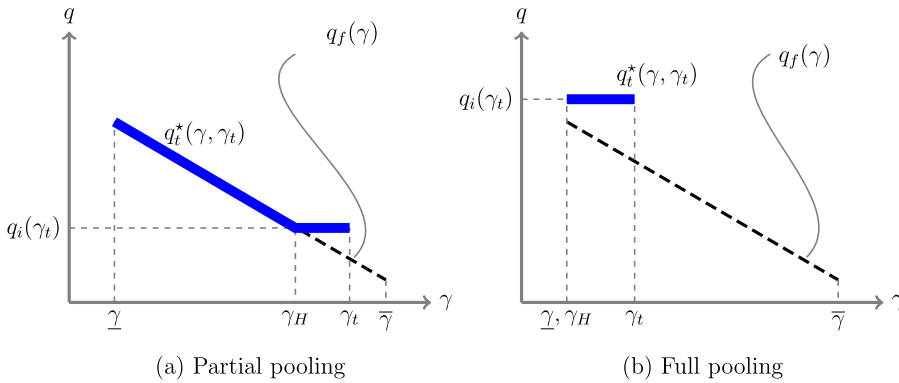 q
q_f(γ)
q_t^⋆(γ, γ_t)
q_i(γ_t)
γ
γ̲
γ_H
γ_t
γ̅
(a) Partial pooling
q
q_f(γ)
q_t^⋆(γ, γ_t)
q_i(γ_t)
γ
γ̲, γ_H
γ_t
γ̅
(b) Full pooling